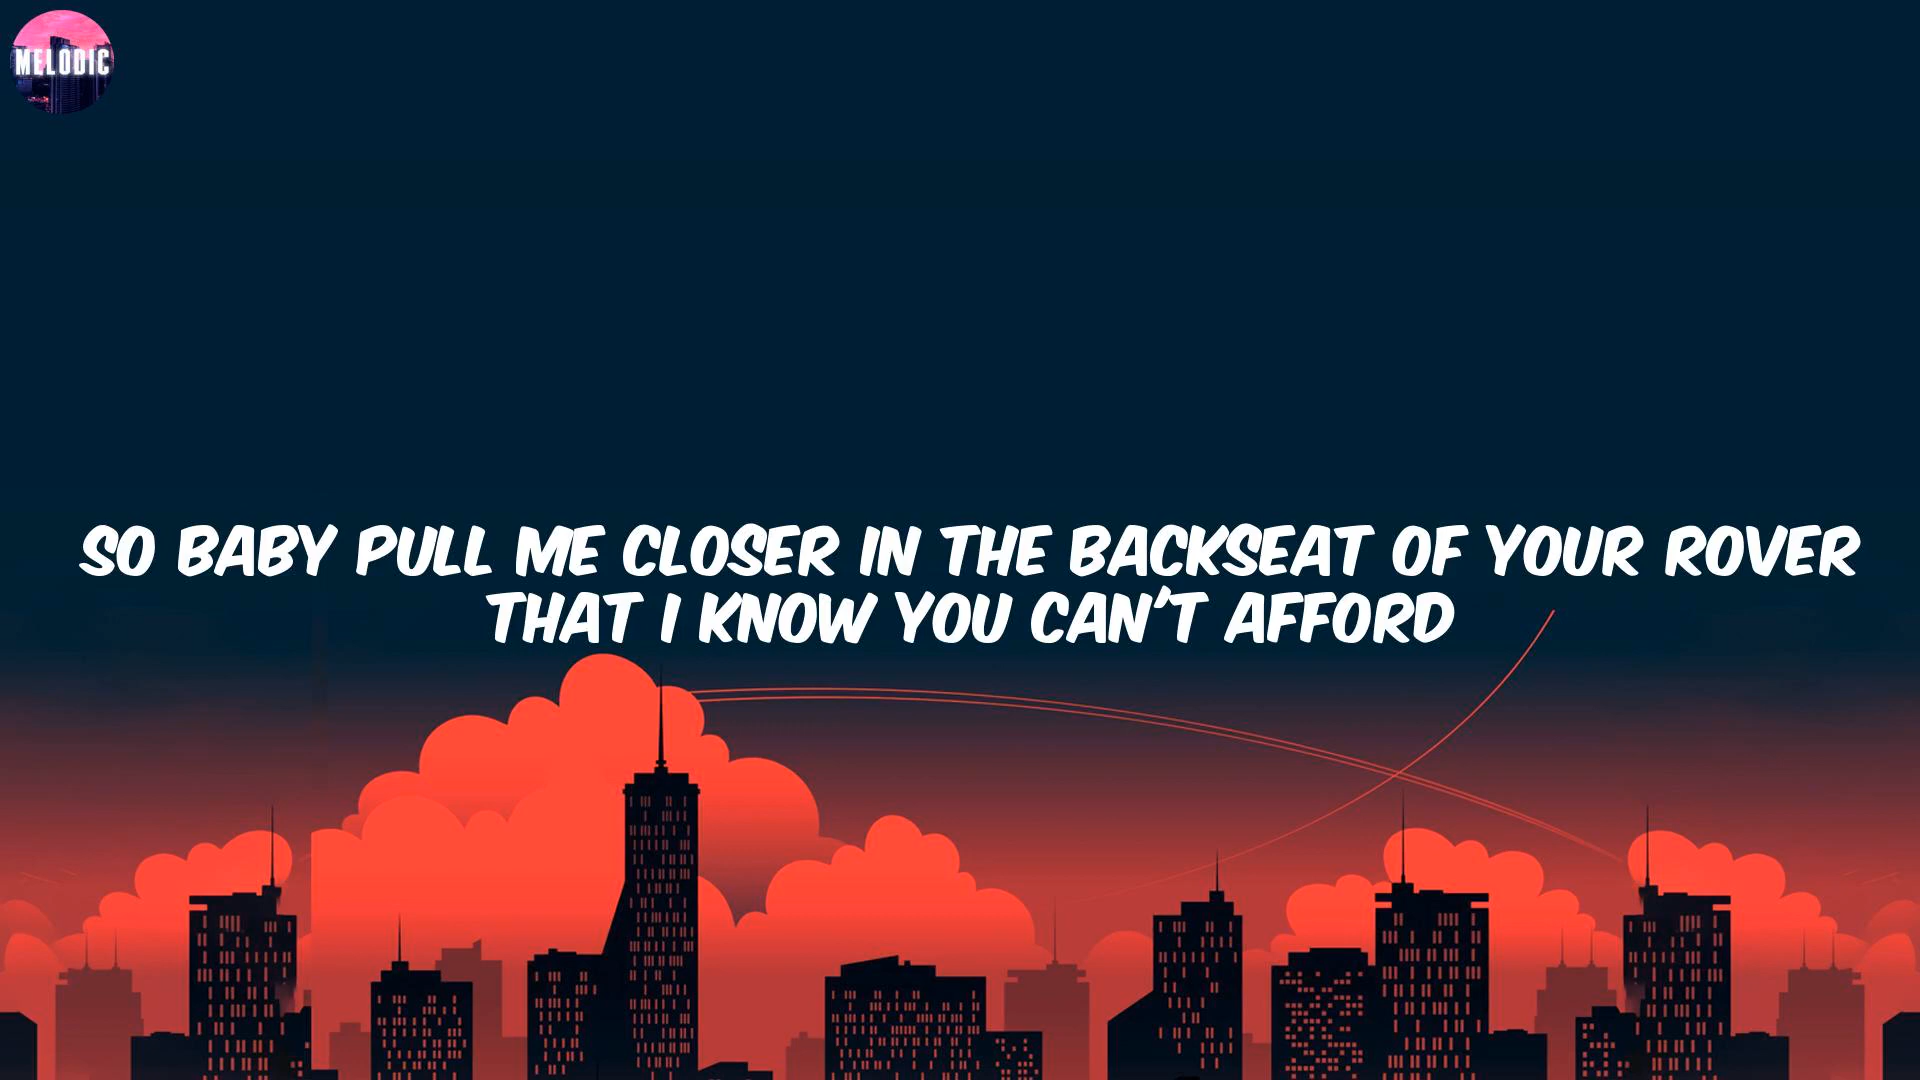 MELODIC
SO BABY PULL ME CLOSER IN THE BACKSEAT OF YOUR ROVER
THAT I KNOW YOU CAN'T AFFORD